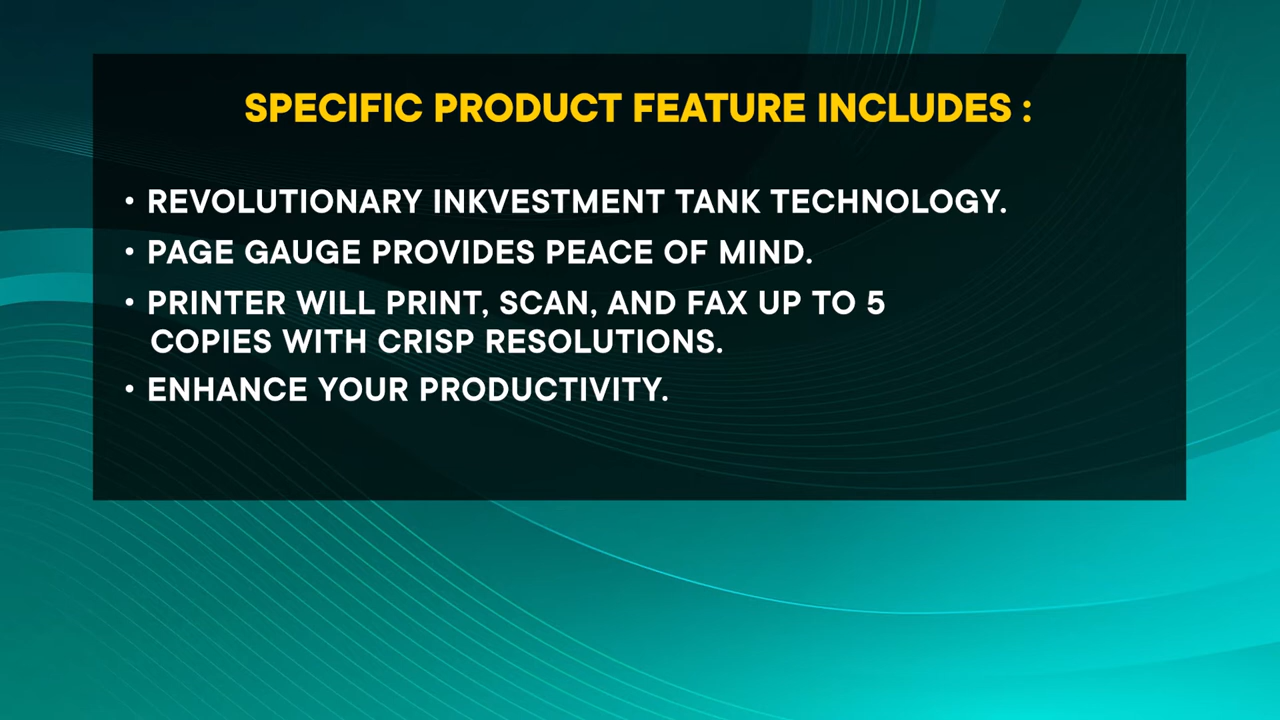 SPECIFIC PRODUCT FEATURE INCLUDES :
• REVOLUTIONARY INKVESTMENT TANK TECHNOLOGY.
• PAGE GAUGE PROVIDES PEACE OF MIND.
• PRINTER WILL PRINT, SCAN, AND FAX UP TO 5
COPIES WITH CRISP RESOLUTIONS.
• ENHANCE YOUR PRODUCTIVITY.